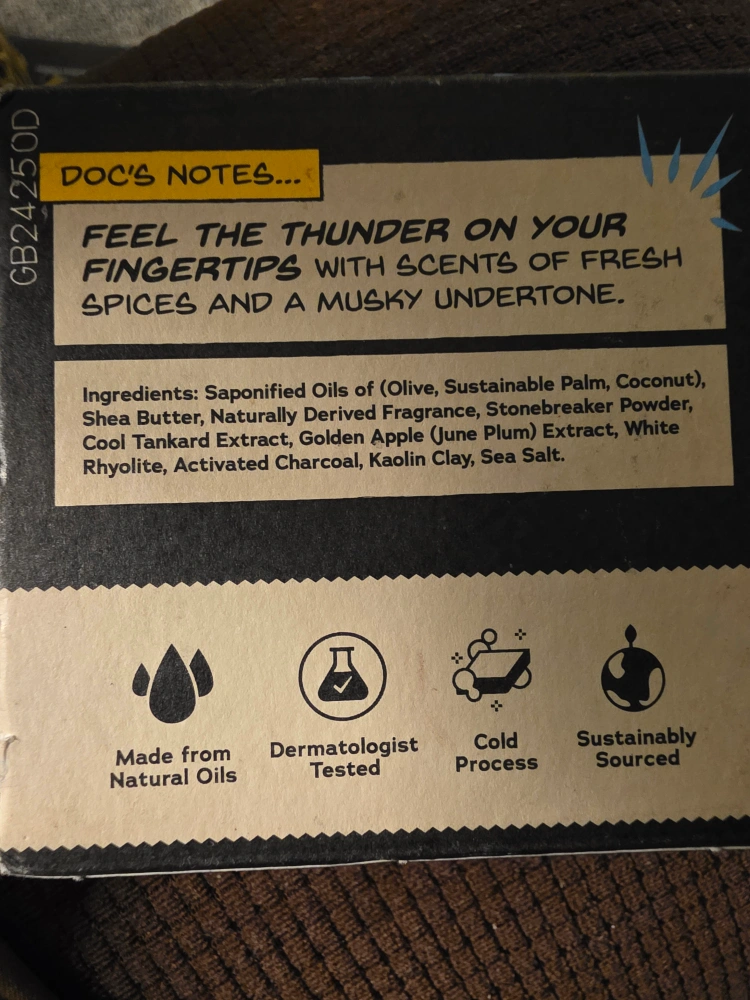 GB24250D
DOC'S NOTES...
FEEL THE THUNDER ON YOUR
FINGERTIPS WITH SCENTS OF FRESH
SPICES AND A MUSKY UNDERTONE.
Ingredients: Saponified Oils of (Olive, Sustainable Palm, Coconut),
Shea Butter, Naturally Derived Fragrance, Stonebreaker Powder,
Cool Tankard Extract, Golden Apple (June Plum) Extract, White
Rhyolite, Activated Charcoal, Kaolin Clay, Sea Salt.
Made from
Natural Oils
Dermatologist
Tested
Cold
Process
Sustainably
Sourced